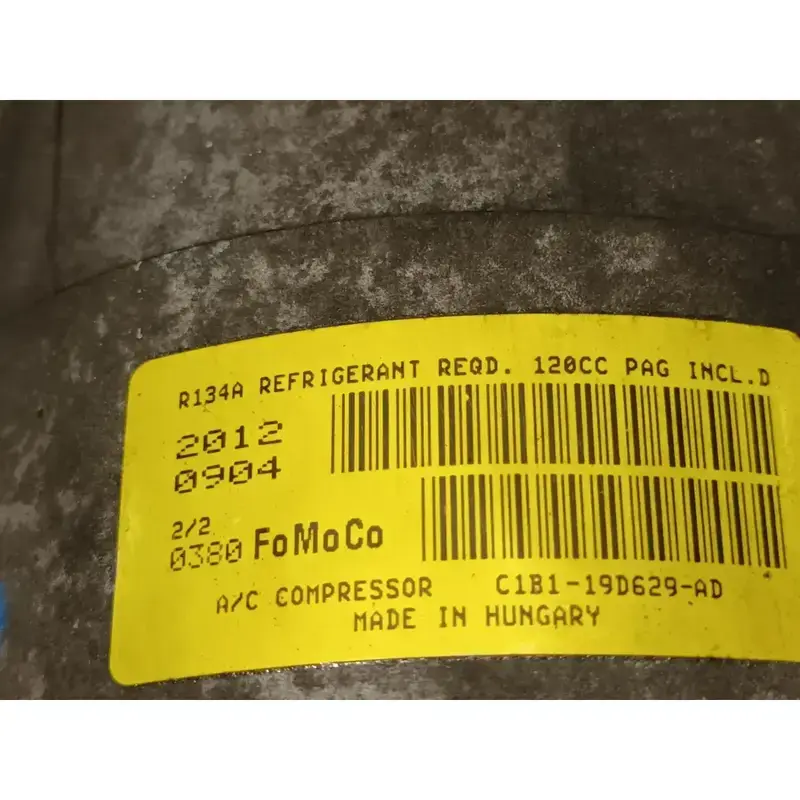 R134A REFRIGERANT REQD. 120CC PAG INCL.D
2012
0904
2/2
0380 FoMoCo
A/C COMPRESSOR C1B1-19D629-AD
MADE IN HUNGARY